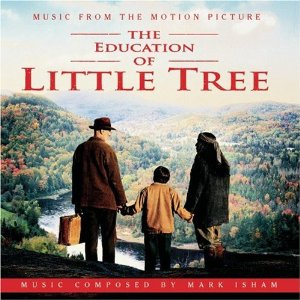 MUSIC FROM THE MOTION PICTURE
THE
EDUCATION
OF
LITTLE TREE
MUSIC COMPOSED BY MARK ISHAM